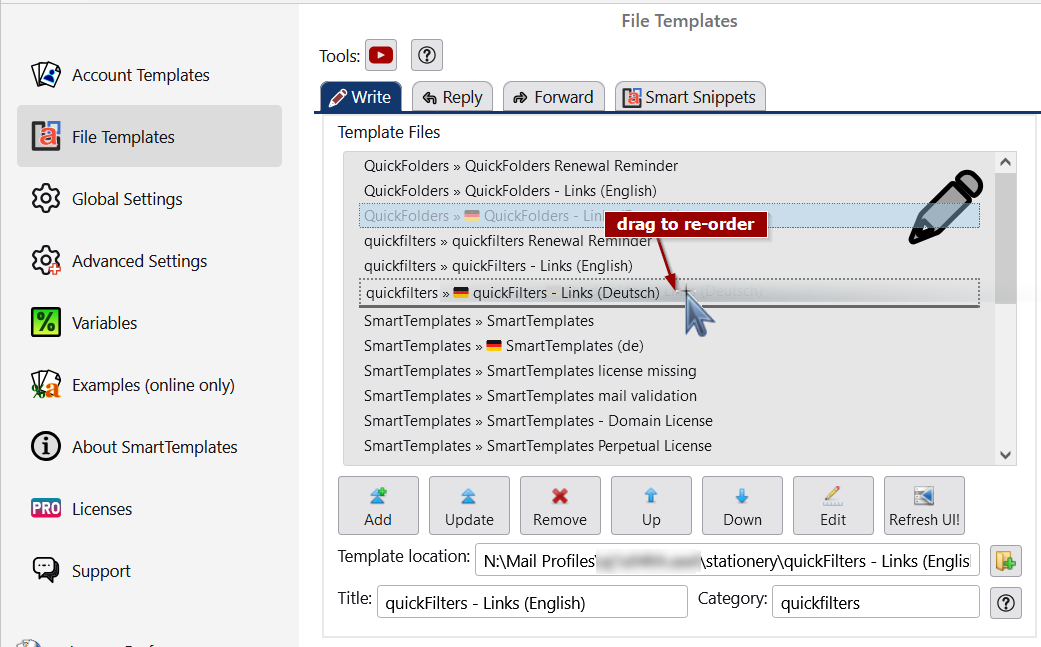 File Templates
Tools:
Account Templates
File Templates
Global Settings
Advanced Settings
Variables
Examples (online only)
About SmartTemplates
PRO Licenses
Support
Write
Reply
Forward
Smart Snippets
Template Files
QuickFolders » QuickFolders Renewal Reminder
QuickFolders » QuickFolders - Links (English)
QuickFolders » QuickFolders - Lin
drag to re-order
quickfilters » quickfilters Renewal Reminder
quickfilters » quickFilters - Links (English)
quickfilters » quickFilters - Links (Deutsch)
SmartTemplates » SmartTemplates
SmartTemplates » SmartTemplates (de)
SmartTemplates » SmartTemplates license missing
SmartTemplates » SmartTemplates mail validation
SmartTemplates » SmartTemplates - Domain License
SmartTemplates » SmartTemplates Perpetual License
Add
Update
Remove
Up
Down
Edit
Refresh UI!
Template location: N:\Mail Profiles\ \stationery\quickFilters - Links (Englis
Title: quickFilters - Links (English)
Category: quickfilters